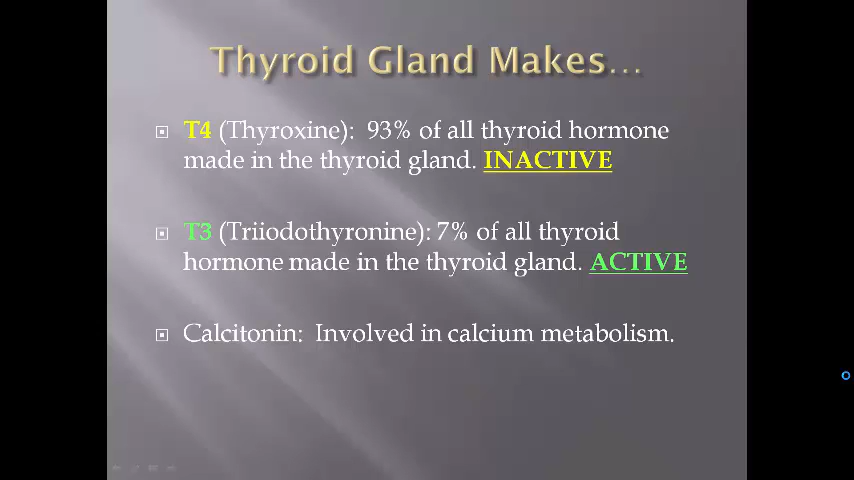 Thyroid Gland Makes…
T4 (Thyroxine): 93% of all thyroid hormone
made in the thyroid gland. INACTIVE
T3 (Triiodothyronine): 7% of all thyroid
hormone made in the thyroid gland. ACTIVE
Calcitonin: Involved in calcium metabolism.